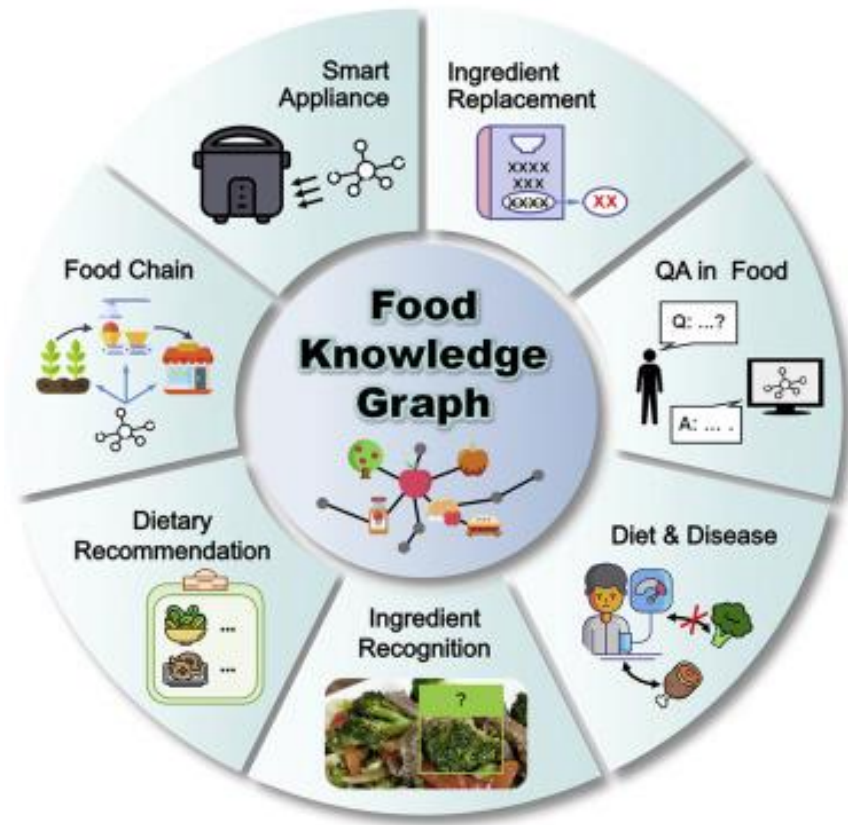 Smart
Appliance
Ingredient
Replacement
XXXX
XXX
XXXX
XX
Food Chain
QA in Food
Q: ...?
A: ... .
Food
Knowledge
Graph
Dietary
Recommendation
...
...
Ingredient
Recognition
?
Diet & Disease